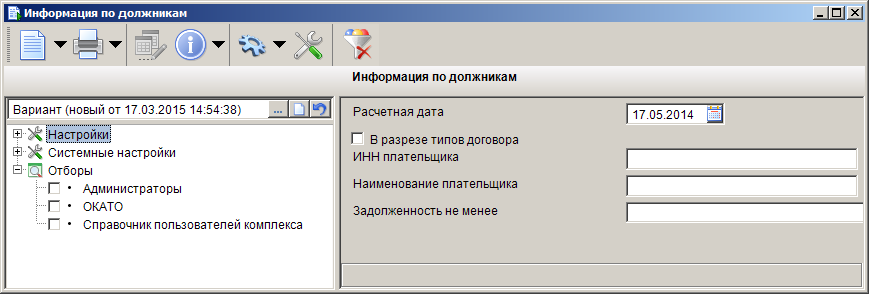 Информация по должникам
Информация по должникам
Вариант (новый от 17.03.2015 14:54:38) ...
Настройки
Системные настройки
Отборы
• Администраторы
• ОКАТО
• Справочник пользователей комплекса
Расчетная дата 17.05.2014
В разрезе типов договора
ИНН плательщика
Наименование плательщика
Задолженность не менее